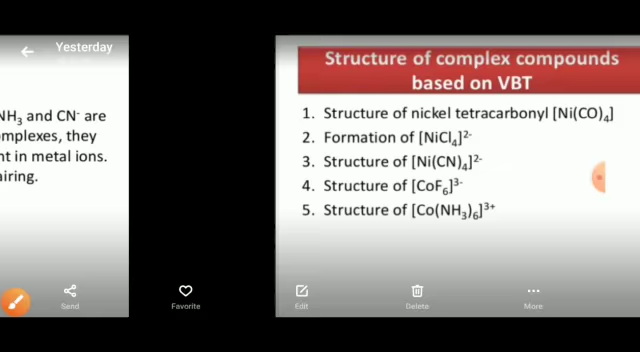 Yesterday
NH₃ and CN⁻ are
mplexes, they
nt in metal ions.
airing.
Structure of complex compounds
based on VBT
1. Structure of nickel tetracarbonyl [Ni(CO)₄]
2. Formation of [NiCl₄]²⁻
3. Structure of [Ni(CN)₄]²⁻
4. Structure of [CoF₆]³⁻
5. Structure of [Co(NH₃)₆]³⁺
Send
Favorite
Edit
Delete
More